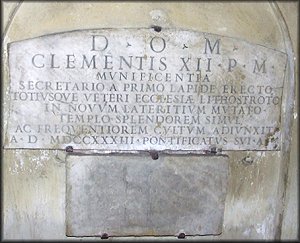 D · O · M
CLEMENTIS XII · P · M
MVNIFICENTIA
SECRETARIO A PRIMO LAPIDE ERECTO
TOTIVSQVE VETERI ECCLESIÆ LITHOSTROTO
IN NOVVM LATERITIVM MVTATO
TEMPLO SPLENDOREM SIMVL
AC FREQVENTIOREM CVLTVM ADIVNXIT
A · D · MDCCXXXIII · PONTIFICATVS SVI A